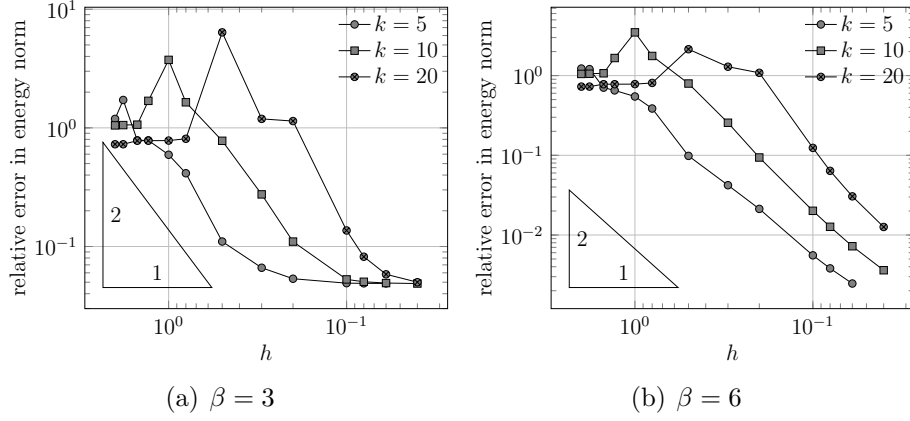 10^1
10^0
10^{-1}
relative error in energy norm
k = 5
k = 10
k = 20
2
1
10^0
10^{-1}
h
(a) β = 3
10^0
10^{-1}
10^{-2}
relative error in energy norm
k = 5
k = 10
k = 20
2
1
10^0
10^{-1}
h
(b) β = 6